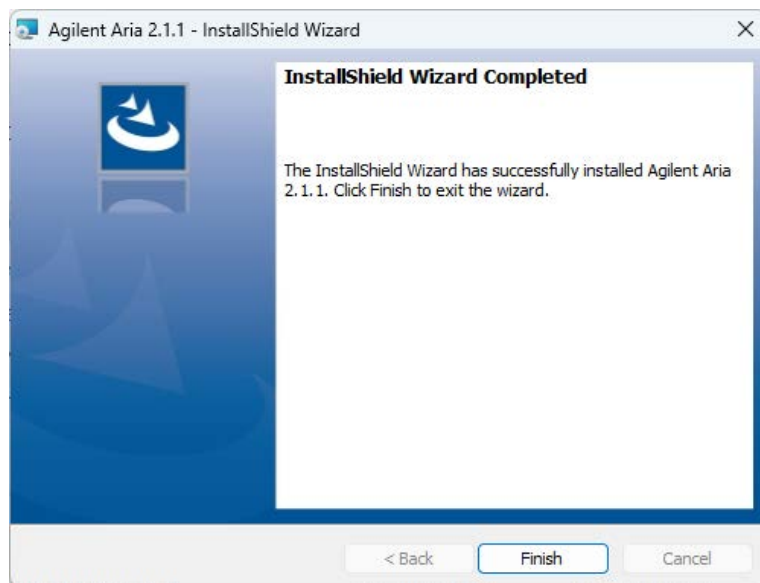 Agilent Aria 2.1.1 - InstallShield Wizard
InstallShield Wizard Completed
The InstallShield Wizard has successfully installed Agilent Aria
2.1.1. Click Finish to exit the wizard.
< Back
Finish
Cancel